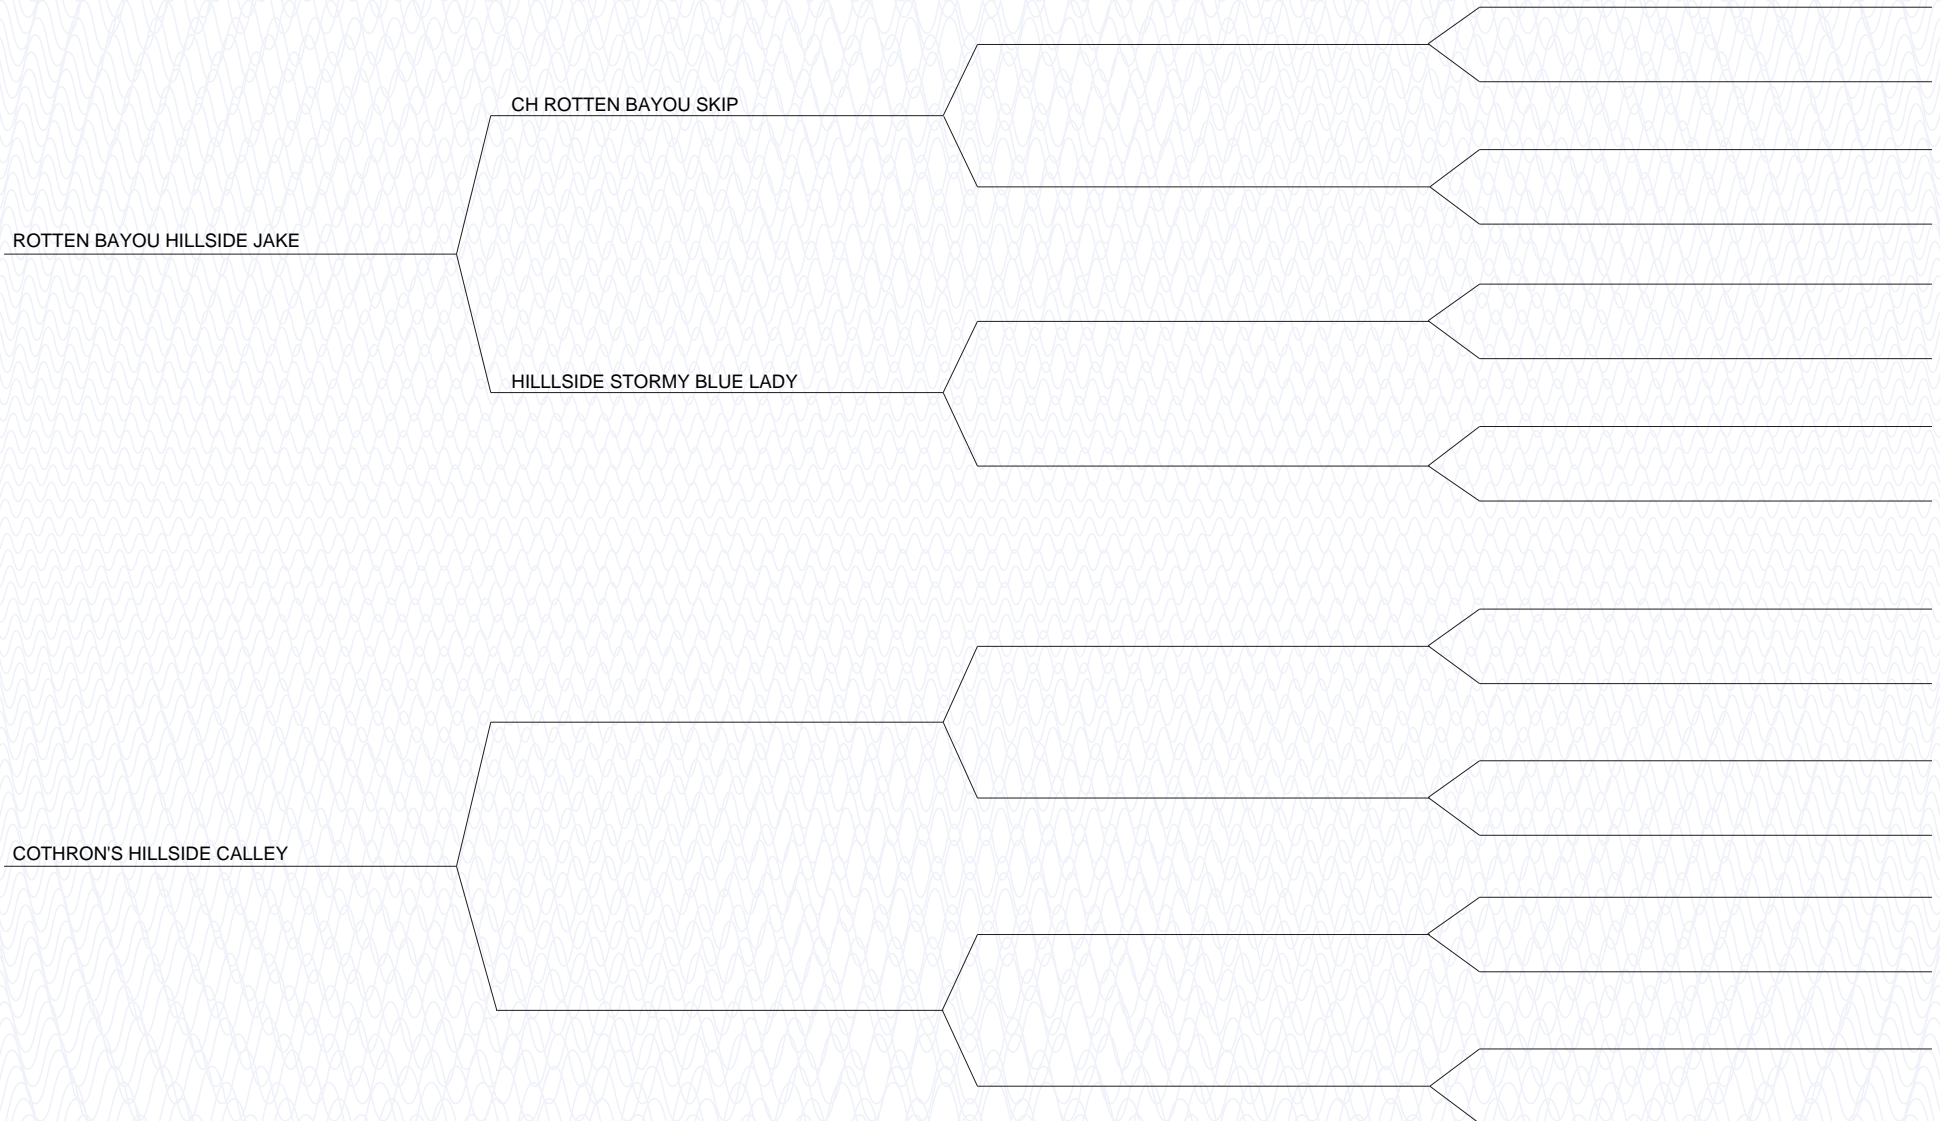 CH ROTTEN BAYOU SKIP
ROTTEN BAYOU HILLSIDE JAKE
HILLLSIDE STORMY BLUE LADY
COTHRON'S HILLSIDE CALLEY